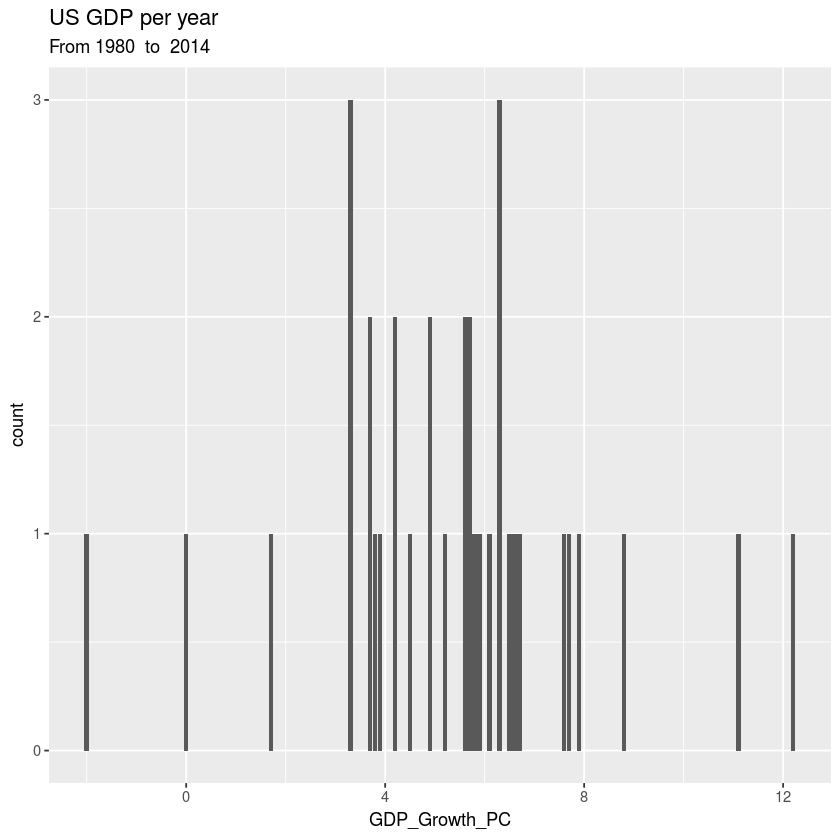 US GDP per year
From 1980  to  2014
3
2
1
0
count
0 4 8 12
GDP_Growth_PC